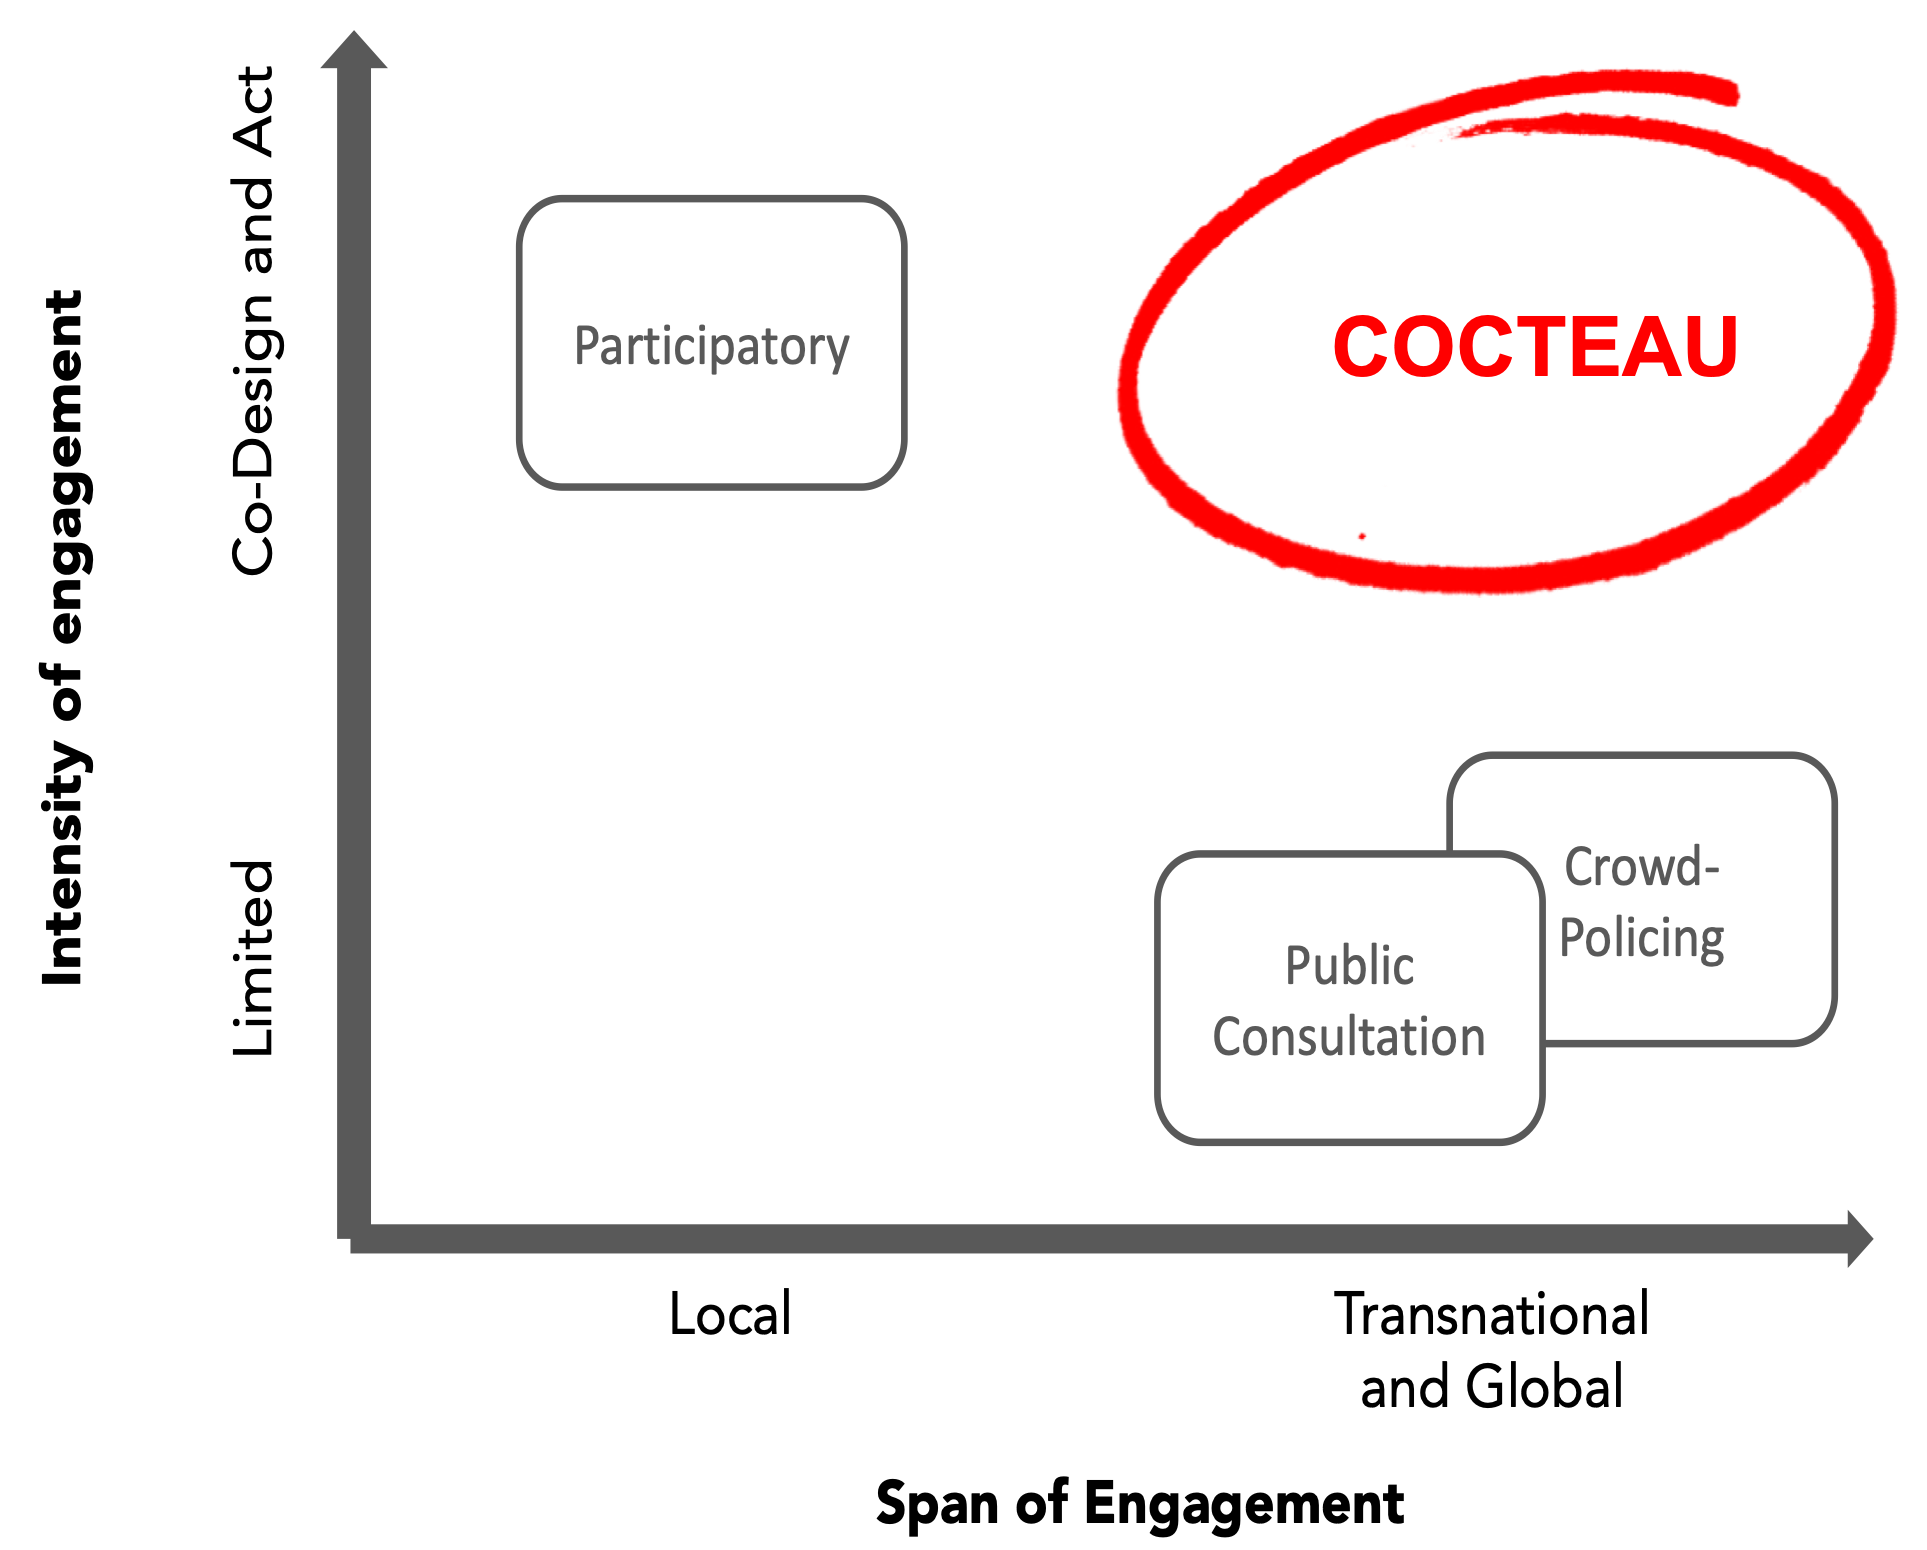 Intensity of engagement
Co-Design and Act
Limited
Participatory
COCTEAU
Crowd-
Policing
Public
Consultation
Local
Transnational
and Global
Span of Engagement